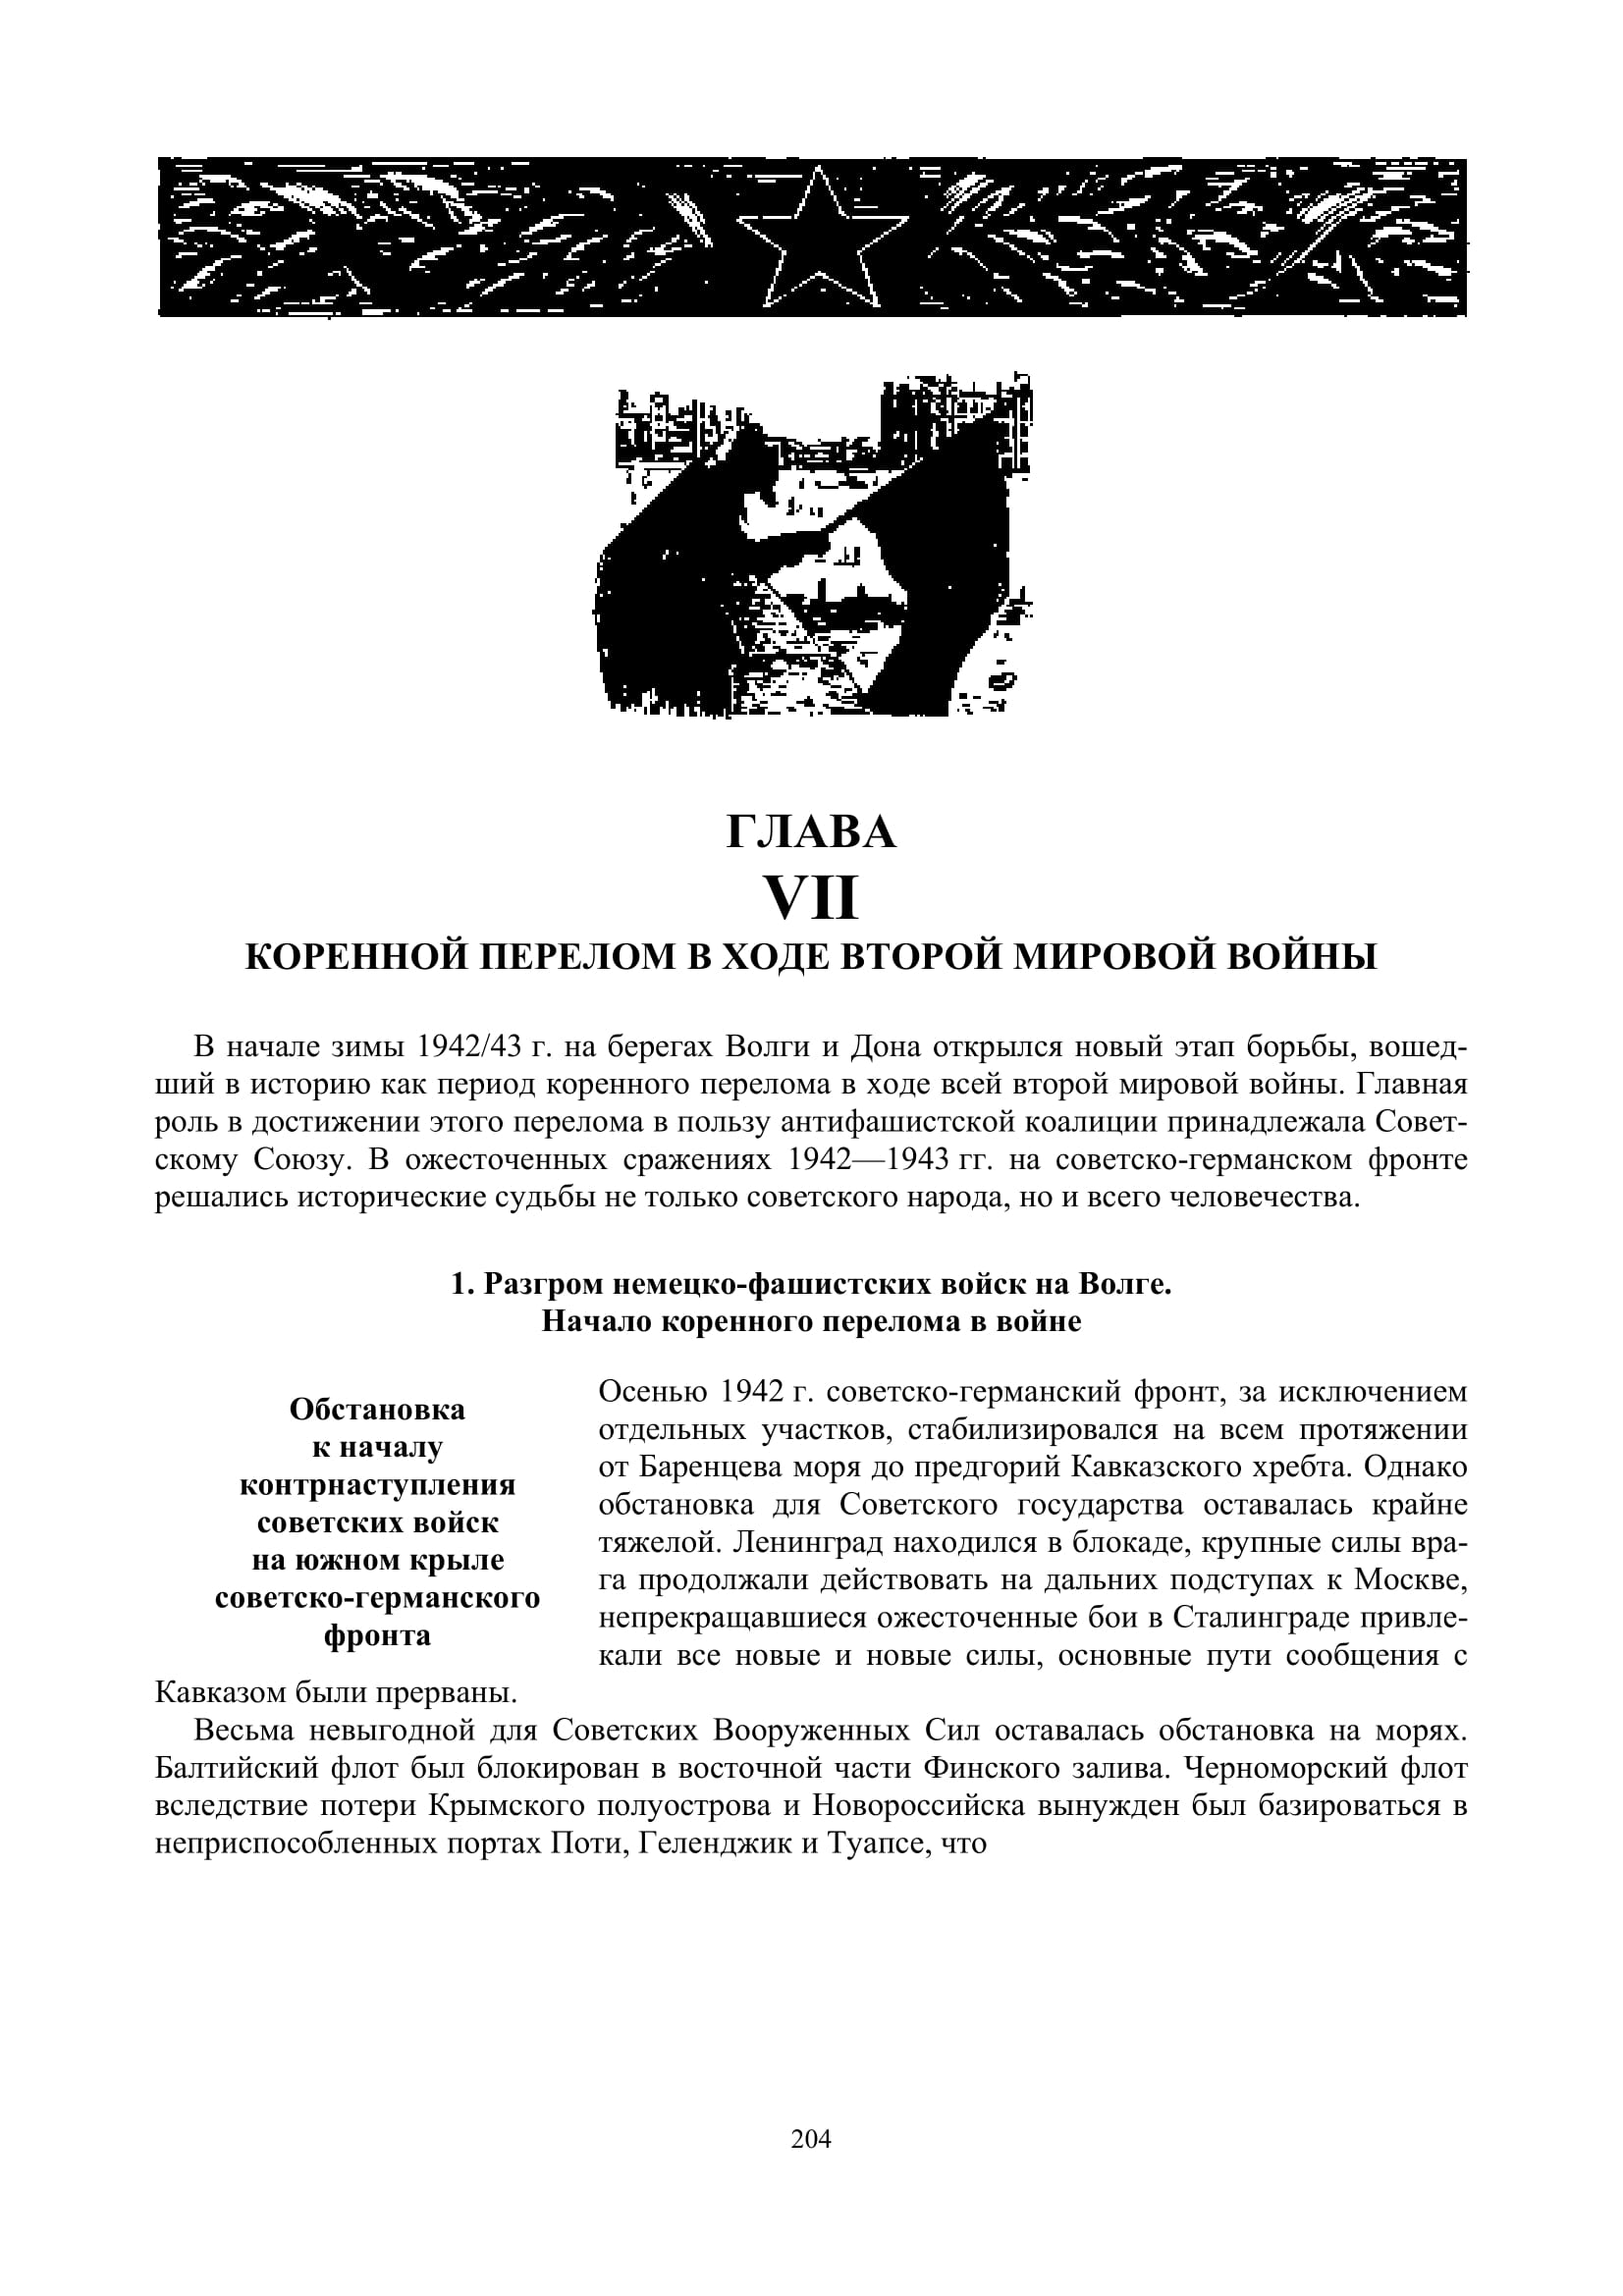 ГЛАВА
VII
КОРЕННОЙ ПЕРЕЛОМ В ХОДЕ ВТОРОЙ МИРОВОЙ ВОЙНЫ
В начале зимы 1942/43 г. на берегах Волги и Дона открылся новый этап борьбы, вошед-
ший в историю как период коренного перелома в ходе всей второй мировой войны. Главная
роль в достижении этого перелома в пользу антифашистской коалиции принадлежала Совет-
скому Союзу. В ожесточенных сражениях 1942—1943 гг. на советско-германском фронте
решались исторические судьбы не только советского народа, но и всего человечества.
1. Разгром немецко-фашистских войск на Волге.
Начало коренного перелома в войне
Обстановка
к началу
контрнаступления
советских войск
на южном крыле
советско-германского
фронта
Осенью 1942 г. советско-германский фронт, за исключением
отдельных участков, стабилизировался на всем протяжении
от Баренцева моря до предгорий Кавказского хребта. Однако
обстановка для Советского государства оставалась крайне
тяжелой. Ленинград находился в блокаде, крупные силы вра-
га продолжали действовать на дальних подступах к Москве,
непрекращавшиеся ожесточенные бои в Сталинграде привле-
кали все новые и новые силы, основные пути сообщения с
Кавказом были прерваны.
Весьма невыгодной для Советских Вооруженных Сил оставалась обстановка на морях.
Балтийский флот был блокирован в восточной части Финского залива. Черноморский флот
вследствие потери Крымского полуострова и Новороссийска вынужден был базироваться в
неприспособленных портах Поти, Геленджик и Туапсе, что
204